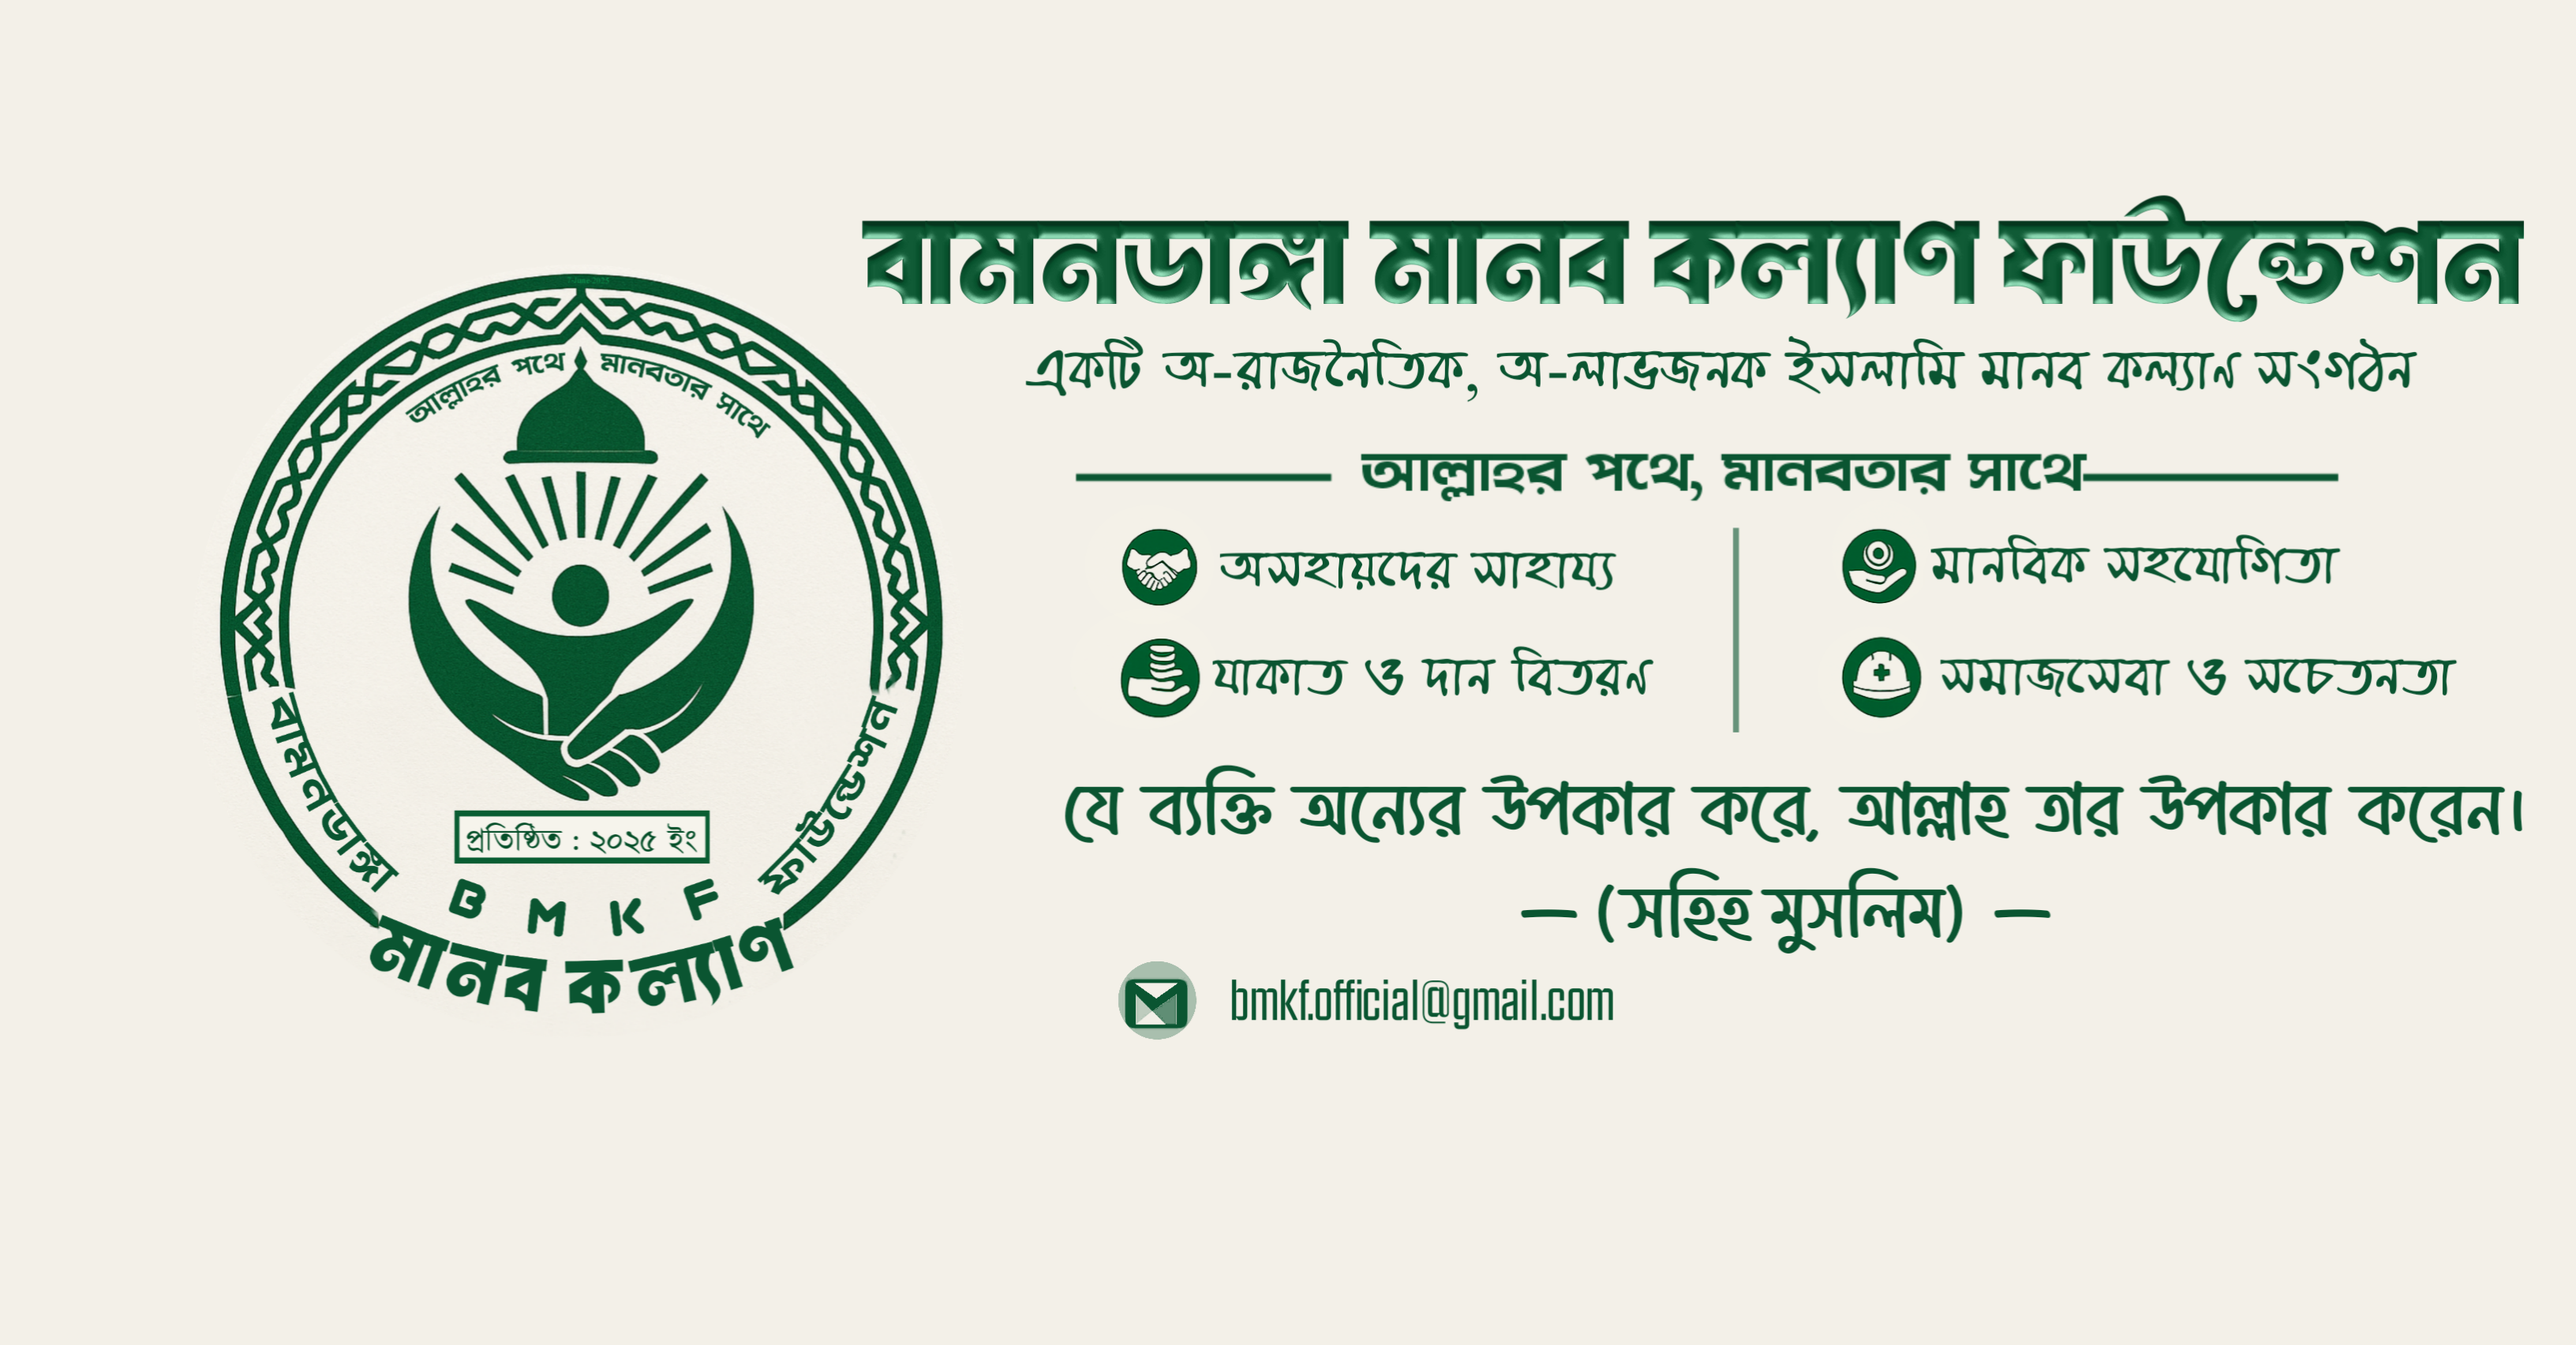 আল্লাহর পথে মানবতার সাথে
প্রতিষ্ঠিত : ২০২৫ ইং
B M K F
বামনডাঙ্গা
মানব কল্যাণ
ফাউন্ডেশন
বামনডাঙ্গা মানব কল্যাণ ফাউন্ডেশন
একটি অ-রাজনৈতিক, অ-লাভজনক ইসলামি মানব কল্যাণ সংগঠন
আল্লাহর পথে, মানবতার সাথে
অসহায়দের সাহায্য
মানবিক সহযোগিতা
যাকাত ও দান বিতরণ
সমাজসেবা ও সচেতনতা
যে ব্যক্তি অন্যের উপকার করে, আল্লাহ তার উপকার করেন।
— (সহিহ মুসলিম) —
bmkf.official@gmail.com